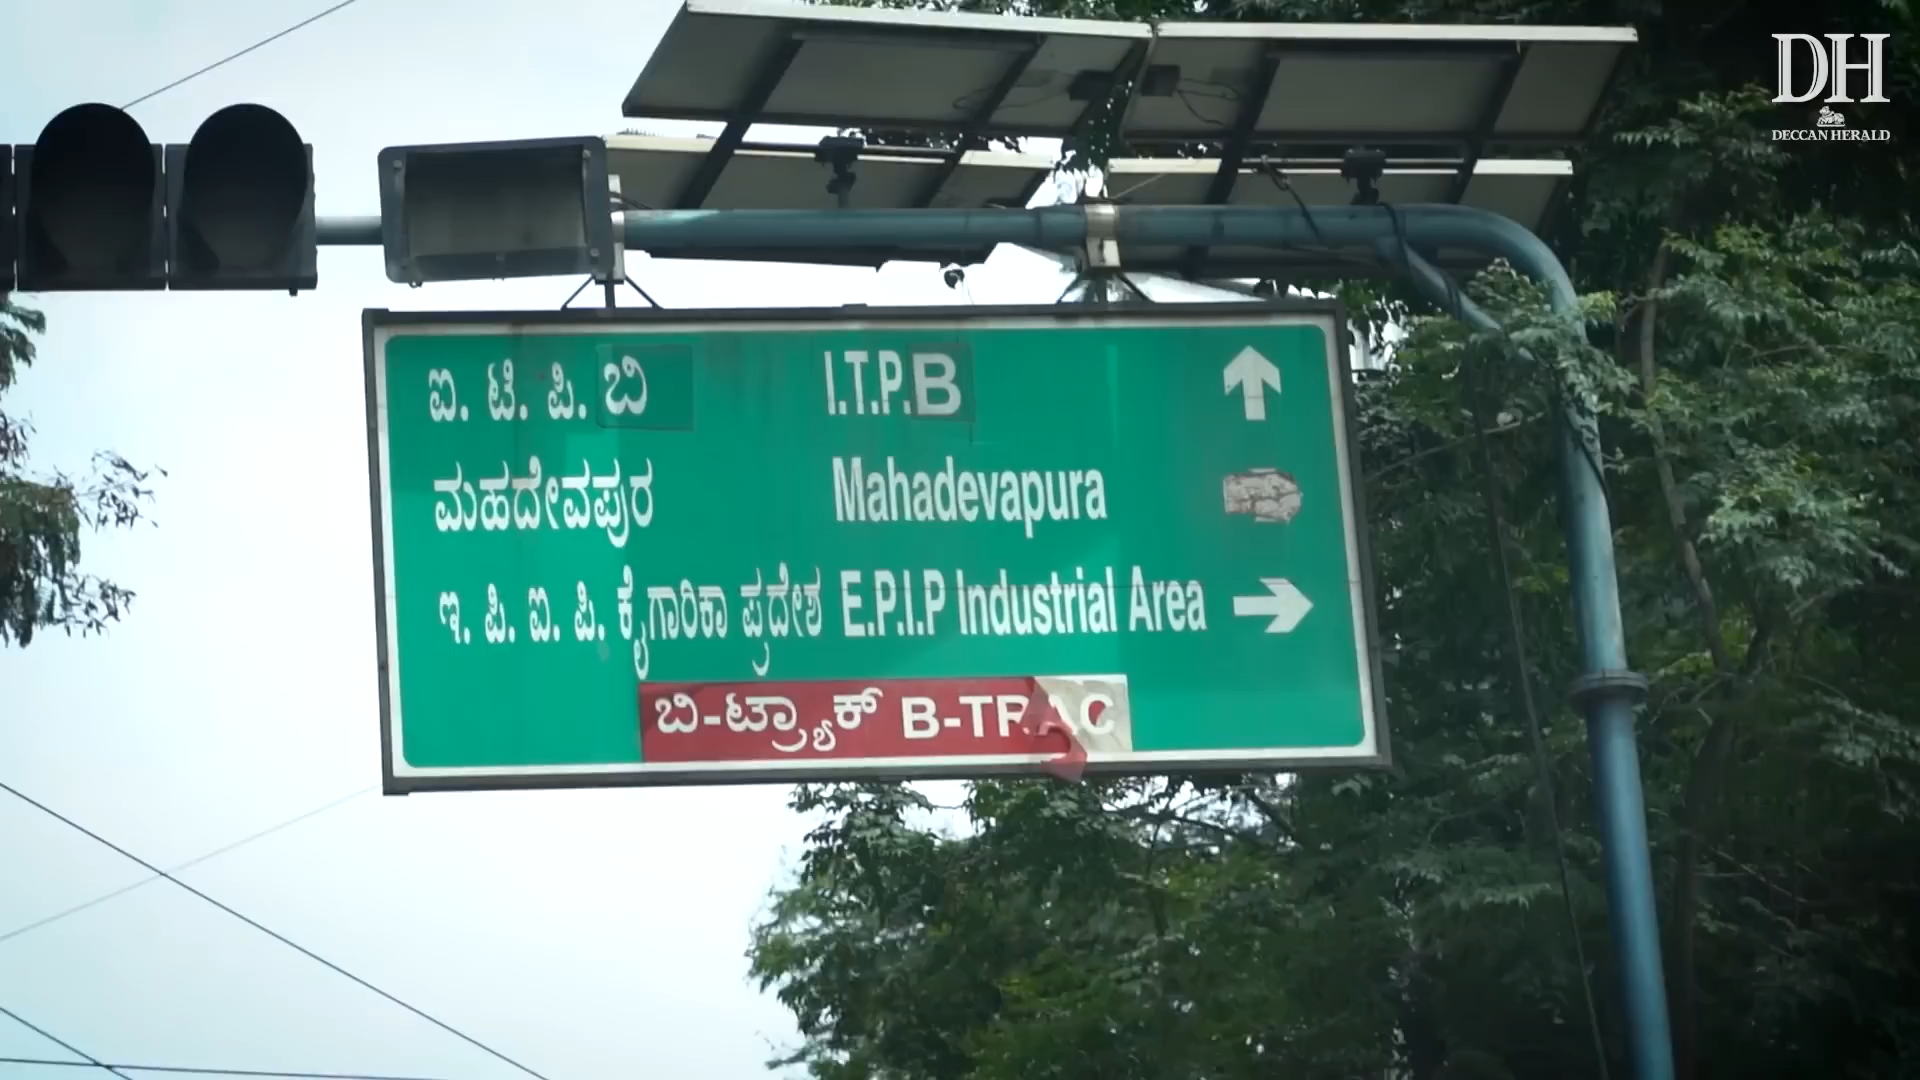 DH
DECCAN HERALD
ಐ. ಟಿ. ಪಿ. ಬಿ I.T.P.B
ಮಹದೇವಪುರ Mahadevapura
ಇ. ಪಿ. ಐ. ಪಿ. ಕೈಗಾರಿಕಾ ಪ್ರದೇಶ E.P.I.P Industrial Area
ಬಿ-ಟ್ರ್ಯಾಕ್ B-TRAC